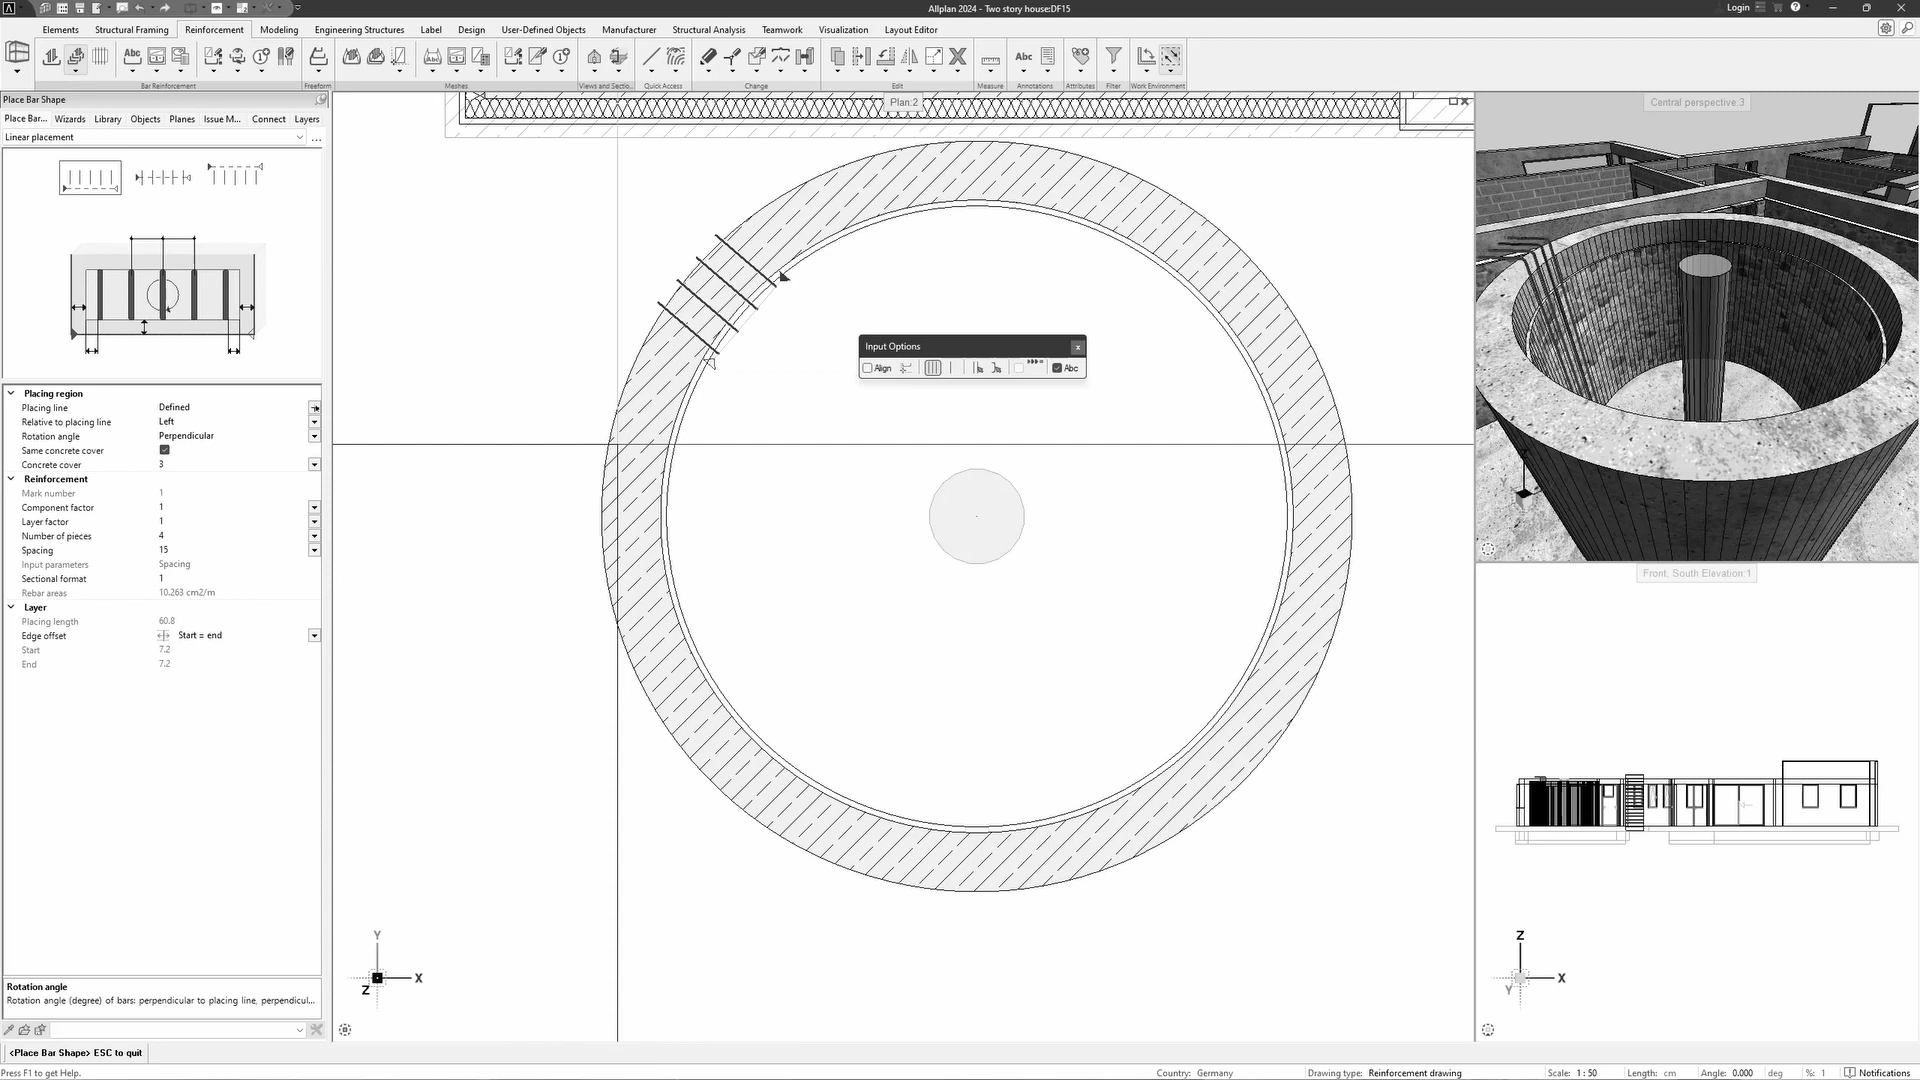 Allplan 2024 - Two story house:DF15
Login
Elements
Structural Framing
Reinforcement
Modeling
Engineering Structures
Label
Design
User-Defined Objects
Manufacturer
Structural Analysis
Teamwork
Visualization
Layout Editor
Abc
Abc
Bar Reinforcement
Freeform
Meshes
Views and Sectio...
Quick Access
Change
Edit
Measure
Annotations
Attributes
Filter
Work Environment
Place Bar Shape
Place Bar...
Wizards
Library
Objects
Planes
Issue M...
Connect
Layers
Linear placement
...
Placing region
Placing line Defined
Relative to placing line Left
Rotation angle Perpendicular
Same concrete cover
Concrete cover 3
Reinforcement
Mark number 1
Component factor 1
Layer factor 1
Number of pieces 4
Spacing 15
Input parameters Spacing
Sectional format 1
Rebar areas 10.263 cm2/m
Layer
Placing length 60.8
Edge offset Start = end
Start 7.2
End 7.2
Rotation angle
Rotation angle (degree) of bars: perpendicular to placing line, perpendicul...
<Place Bar Shape> ESC to quit
Press F1 to get Help.
Plan:2
Input Options
Align
Abc
Y
X
Z
Central perspective:3
Front, South Elevation:1
Z
X
Y
Country: Germany
Drawing type: Reinforcement drawing
Scale: 1 : 50
Length: cm
Angle: 0.000
deg
%: 1
Notifications